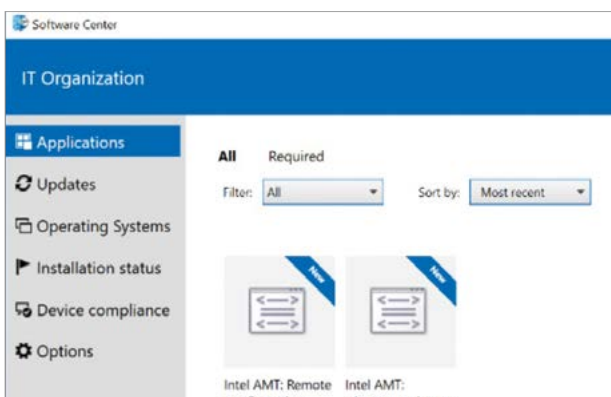 Software Center
IT Organization
Applications
Updates
Operating Systems
Installation status
Device compliance
Options
All Required
Filter: All Sort by: Most recent
New New
Intel AMT: Remote Intel AMT: